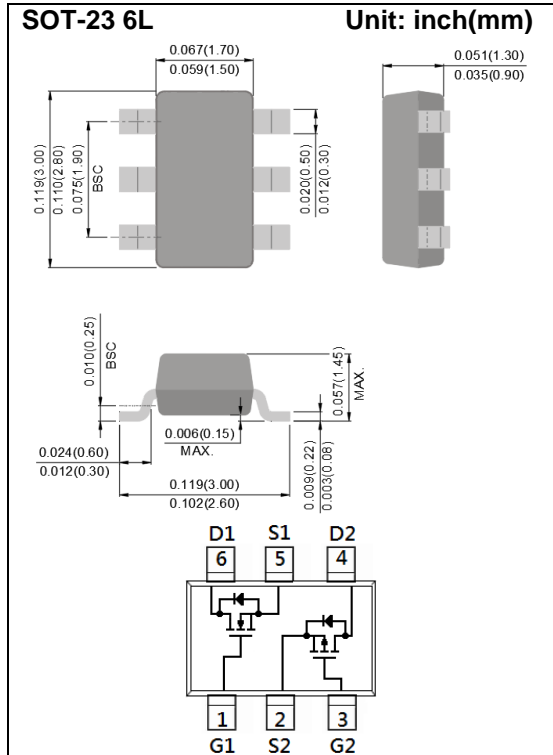 SOT-23 6L Unit: inch(mm)
0.067(1.70)
0.059(1.50)
0.051(1.30)
0.035(0.90)
0.119(3.00)
0.110(2.80)
0.075(1.90)
BSC
0.020(0.50)
0.012(0.30)
0.010(0.25)
BSC
0.057(1.45)
MAX.
0.006(0.15)
MAX.
0.024(0.60)
0.012(0.30)
0.009(0.22)
0.003(0.08)
0.119(3.00)
0.102(2.60)
D1 S1 D2
6 5 4
1 2 3
G1 S2 G2